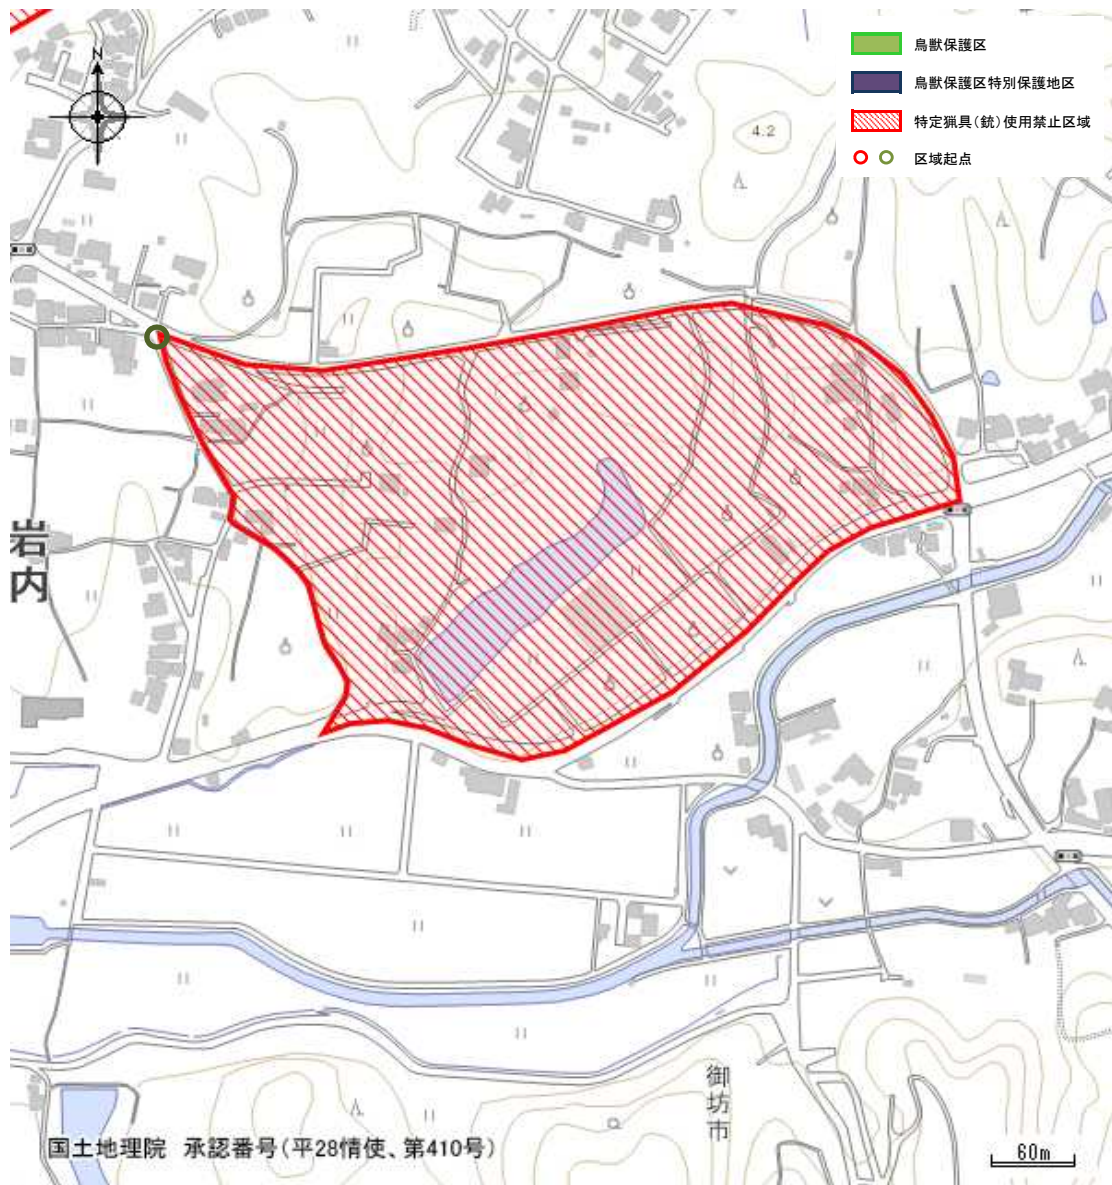 N
鳥獣保護区
鳥獣保護区特別保護地区
特定猟具(銃)使用禁止区域
区域起点
4.2
岩内
御坊市
国土地理院 承認番号(平28情使、第410号)
60m